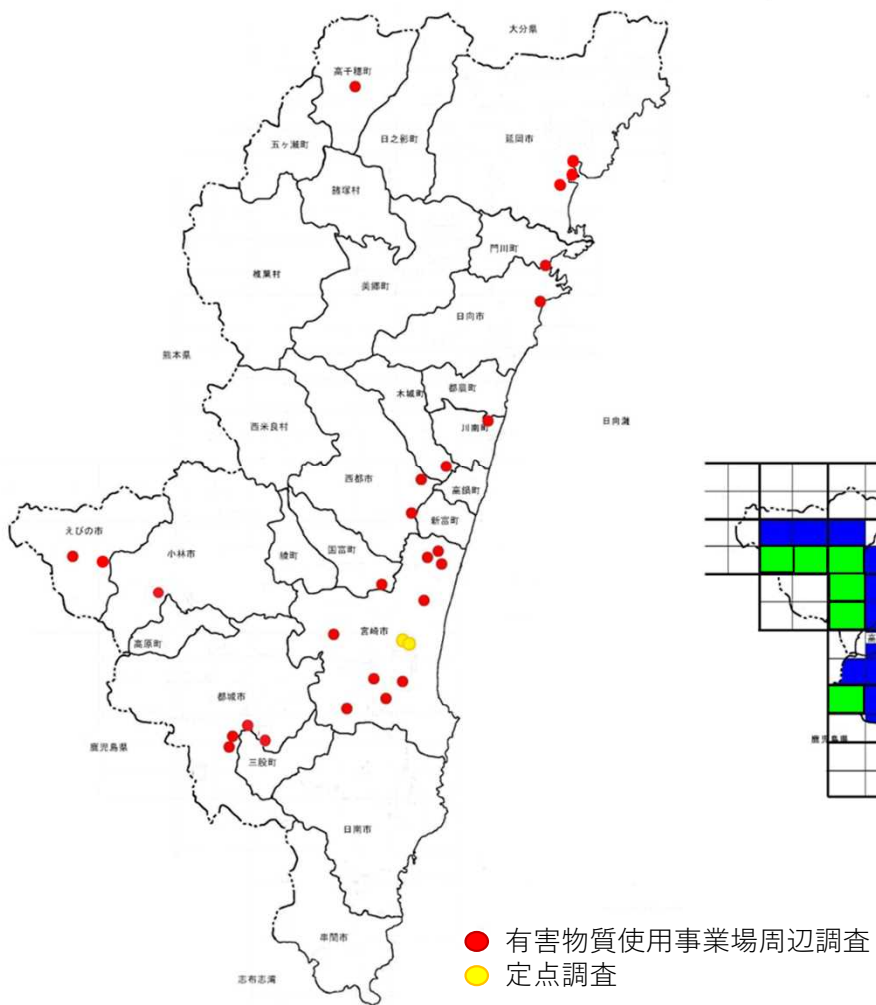 大分県
高千穂町
日之影町
延岡市
五ヶ瀬町
諸塚村
門川町
椎葉村
美郷町
日向市
熊本県
木城町
都農町
日向灘
西米良村
川南町
西都市
高鍋町
小林市
新富町
えびの市
綾町
国富町
宮崎市
高原町
都城市
鹿児島県
三股町
鹿児島県
日南市
串間市
志布志湾
有害物質使用事業場周辺調査
定点調査